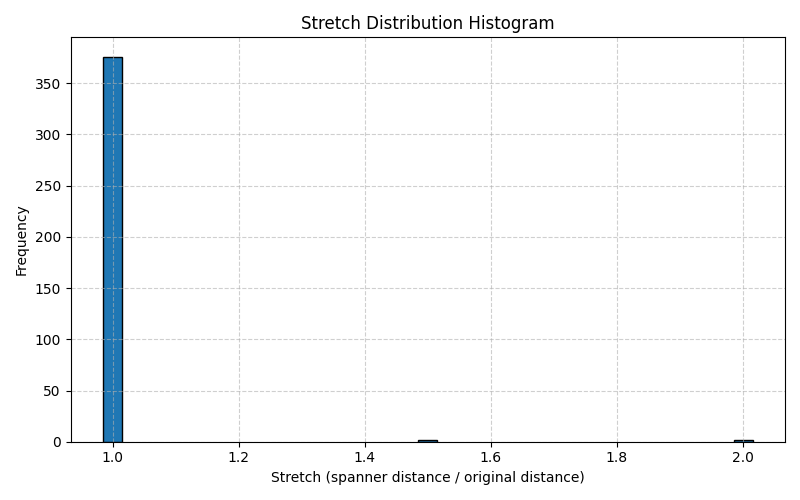 Stretch Distribution Histogram
Frequency
350
300
250
200
150
100
50
0
1.0 1.2 1.4 1.6 1.8 2.0
Stretch (spanner distance / original distance)